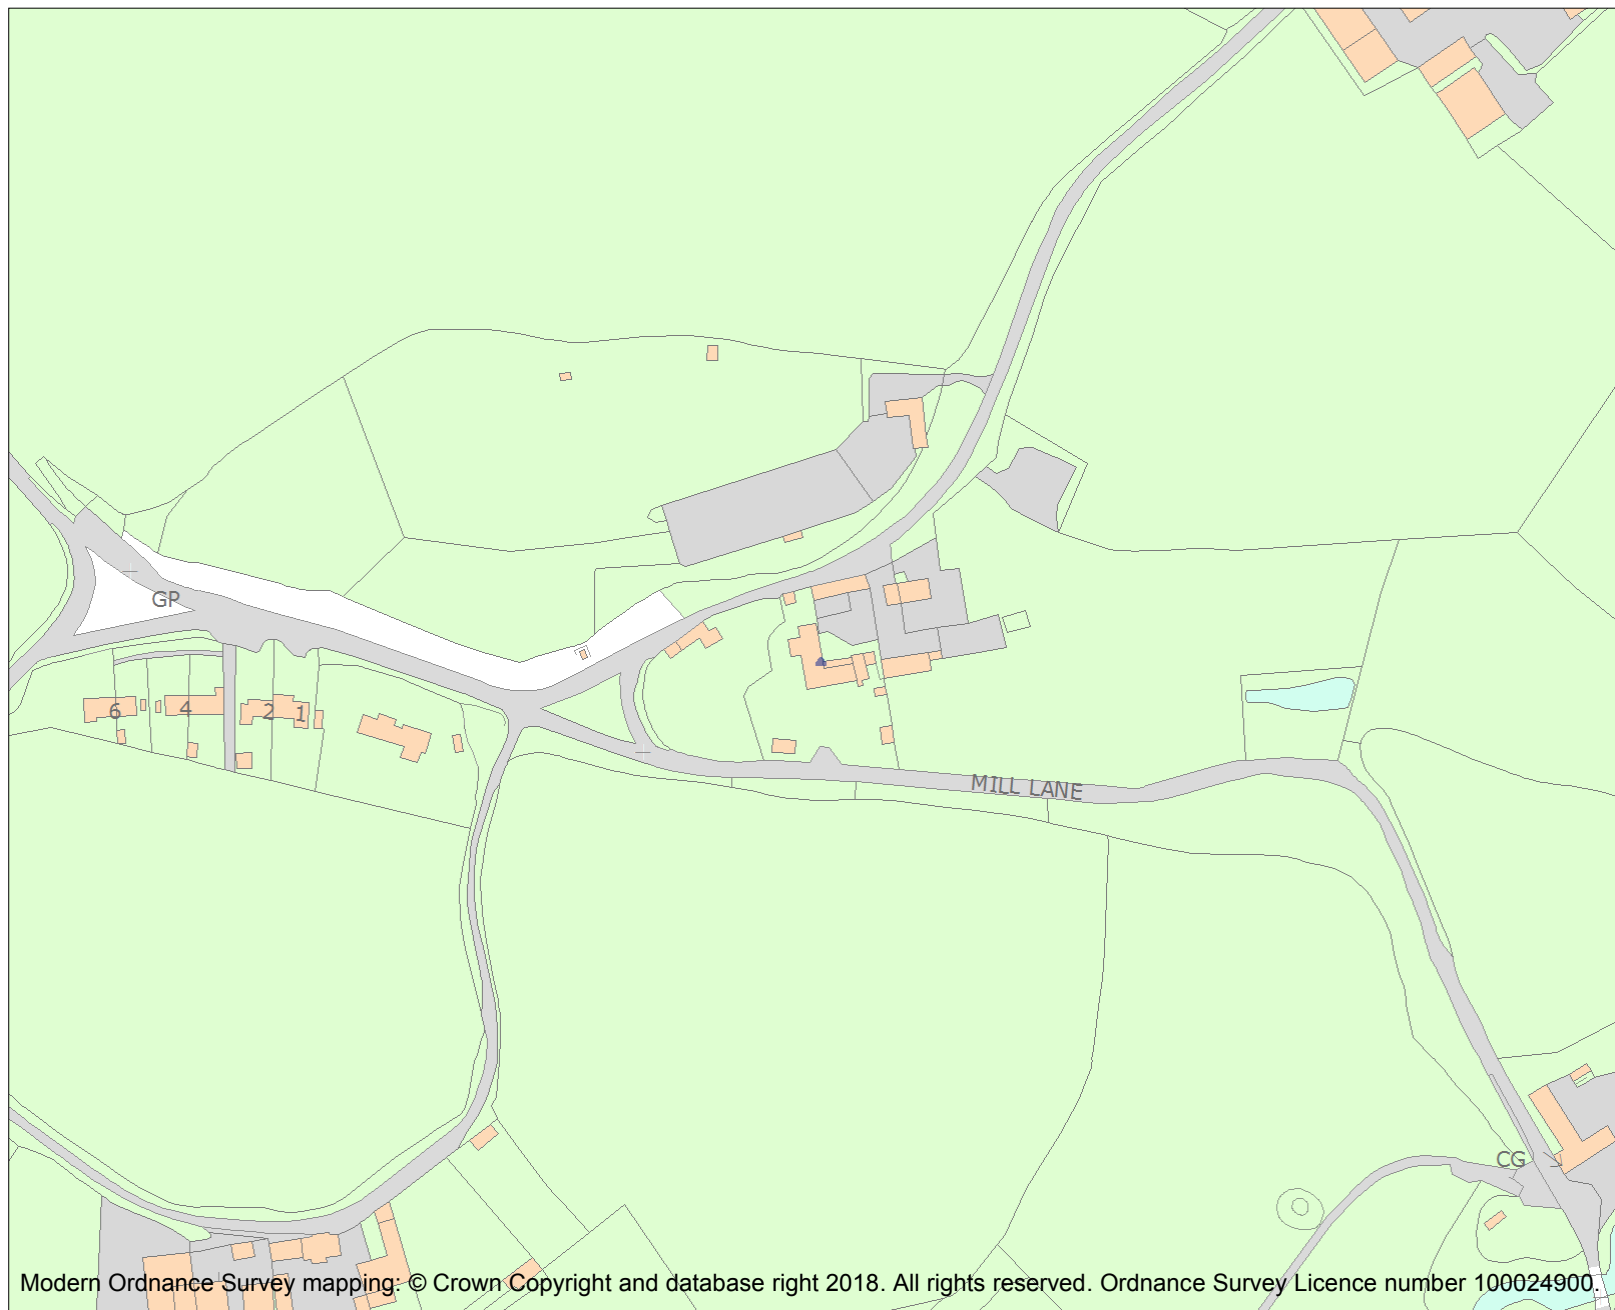 GP
6
4
2
1
MILL LANE
CG
Modern Ordnance Survey mapping: © Crown Copyright and database right 2018. All rights reserved. Ordnance Survey Licence number 100024900.